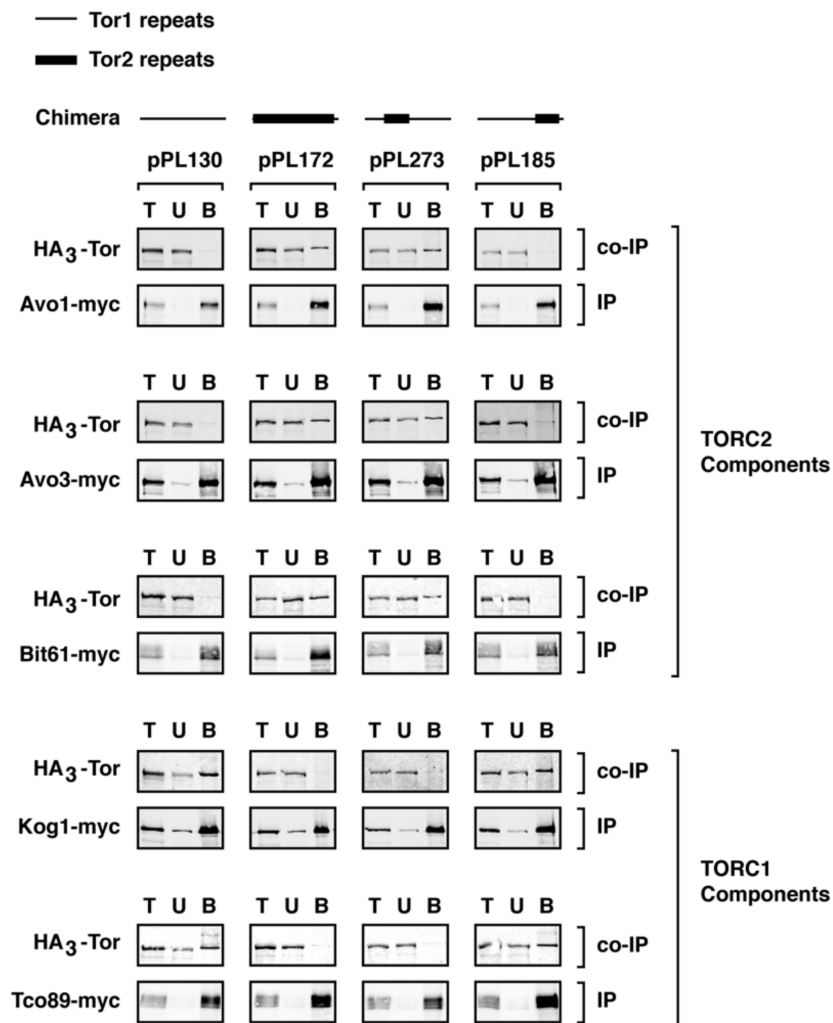 Tor1 repeats
Tor2 repeats
Chimera
pPL130 pPL172 pPL273 pPL185
T U B T U B T U B T U B
HA3-Tor co-IP
Avo1-myc IP
T U B T U B T U B T U B
HA3-Tor co-IP
Avo3-myc IP
TORC2
Components
T U B T U B T U B T U B
HA3-Tor co-IP
Bit61-myc IP
T U B T U B T U B T U B
HA3-Tor co-IP
Kog1-myc IP
TORC1
Components
T U B T U B T U B T U B
HA3-Tor co-IP
Tco89-myc IP